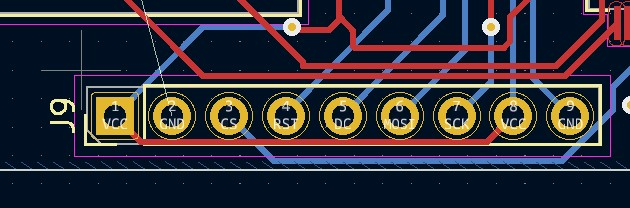 1 2 3 4 5 6 7 8 9
VCC GND CS RST DC MOSI SCK VCC GND
J9